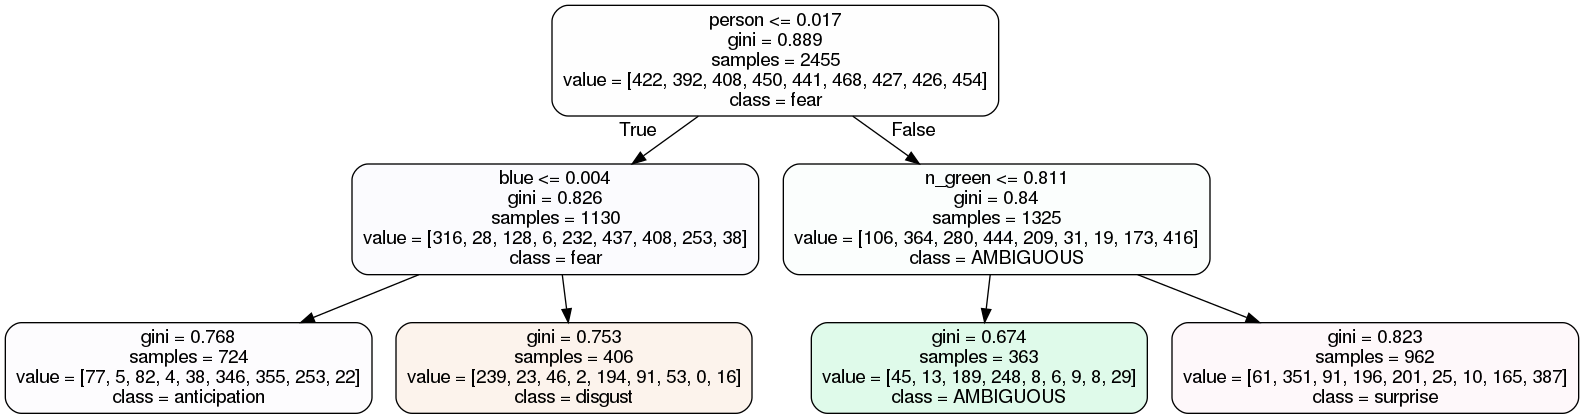 person <= 0.017
gini = 0.889
samples = 2455
value = [422, 392, 408, 450, 441, 468, 427, 426, 454]
class = fear
True
False
blue <= 0.004
gini = 0.826
samples = 1130
value = [316, 28, 128, 6, 232, 437, 408, 253, 38]
class = fear
n_green <= 0.811
gini = 0.84
samples = 1325
value = [106, 364, 280, 444, 209, 31, 19, 173, 416]
class = AMBIGUOUS
gini = 0.768
samples = 724
value = [77, 5, 82, 4, 38, 346, 355, 253, 22]
class = anticipation
gini = 0.753
samples = 406
value = [239, 23, 46, 2, 194, 91, 53, 0, 16]
class = disgust
gini = 0.674
samples = 363
value = [45, 13, 189, 248, 8, 6, 9, 8, 29]
class = AMBIGUOUS
gini = 0.823
samples = 962
value = [61, 351, 91, 196, 201, 25, 10, 165, 387]
class = surprise